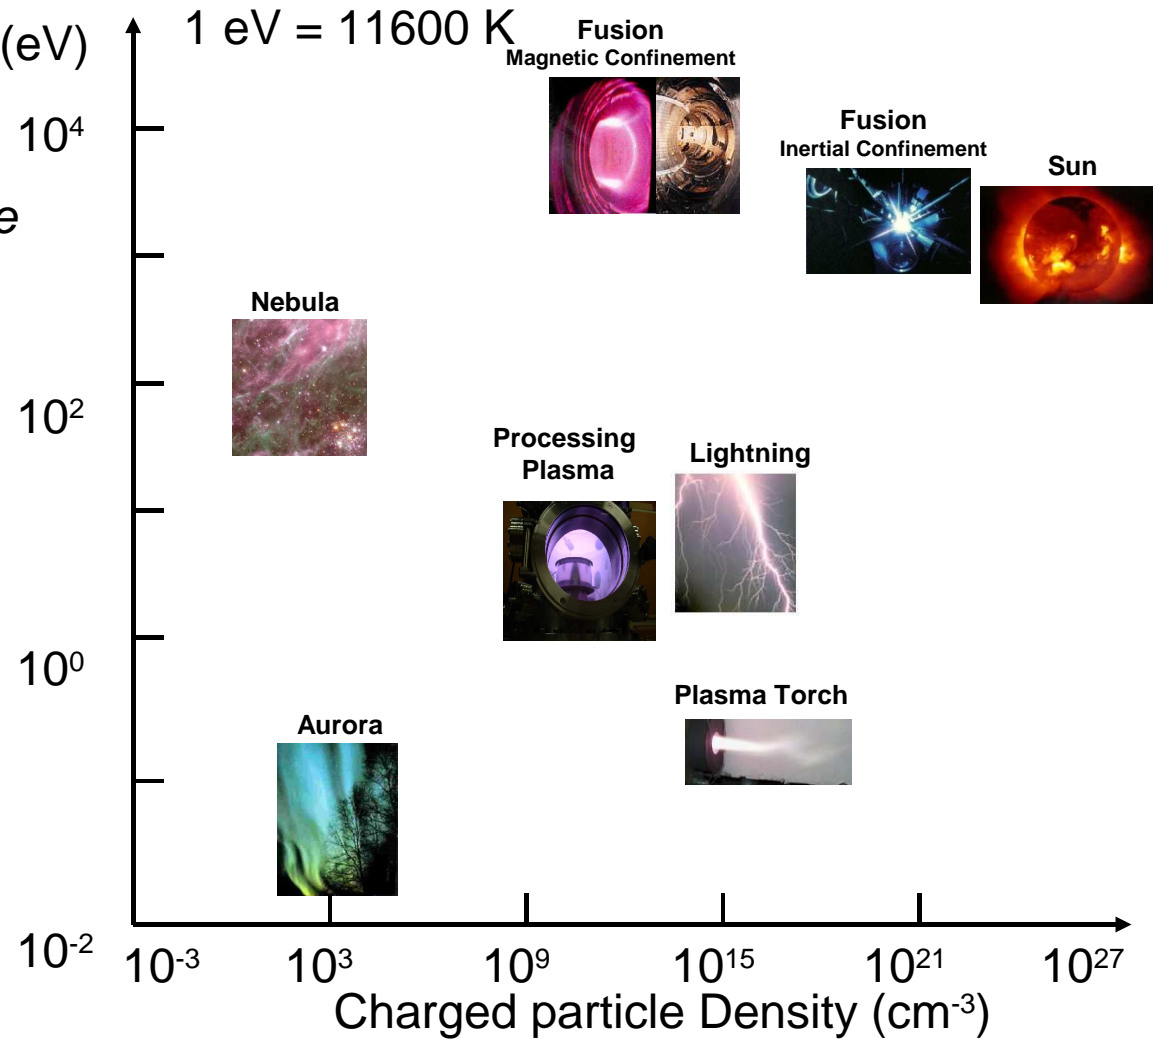 (eV)
1 eV = 11600 K
Fusion
Magnetic Confinement
10⁴
Fusion
Inertial Confinement
Sun
e
Nebula
10²
Processing
Plasma
Lightning
10⁰
Plasma Torch
Aurora
10⁻²
10⁻³ 10³ 10⁹ 10¹⁵ 10²¹ 10²⁷
Charged particle Density (cm⁻³)